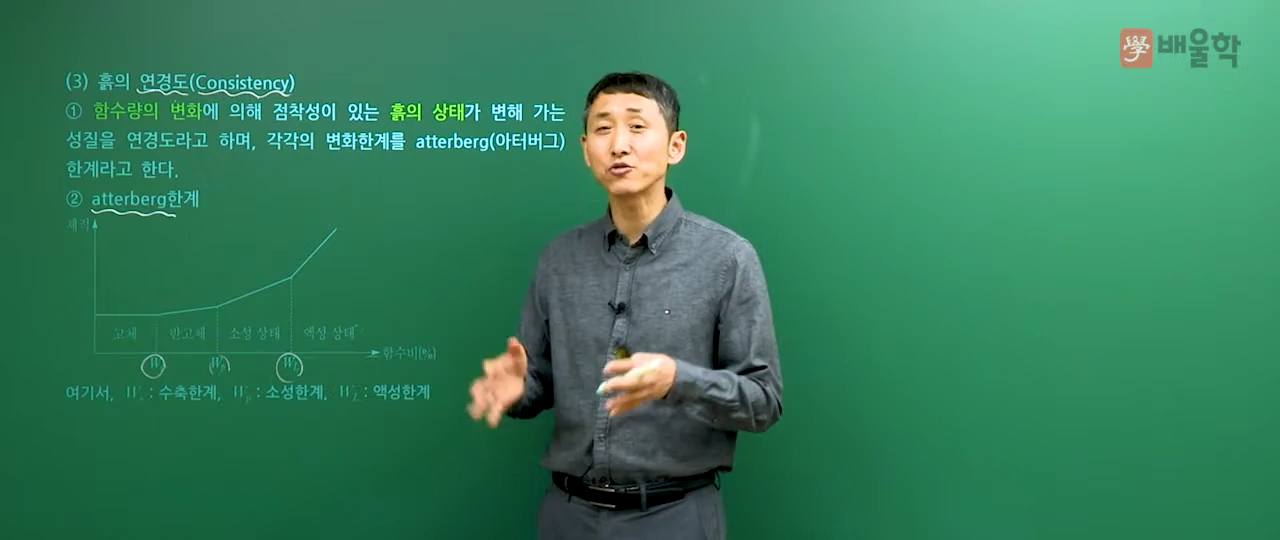 學 배울학
(3) 흙의 연경도(Consistency)
① 함수량의 변화에 의해 점착성이 있는 흙의 상태가 변해 가는
성질을 연경도라고 하며, 각각의 변화한계를 atterberg(아터버그)
한계라고 한다.
② atterberg한계
체적
고체 반고체 소성 상태 액성 상태
함수비(%)
여기서, : 수축한계, : 소성한계, : 액성한계